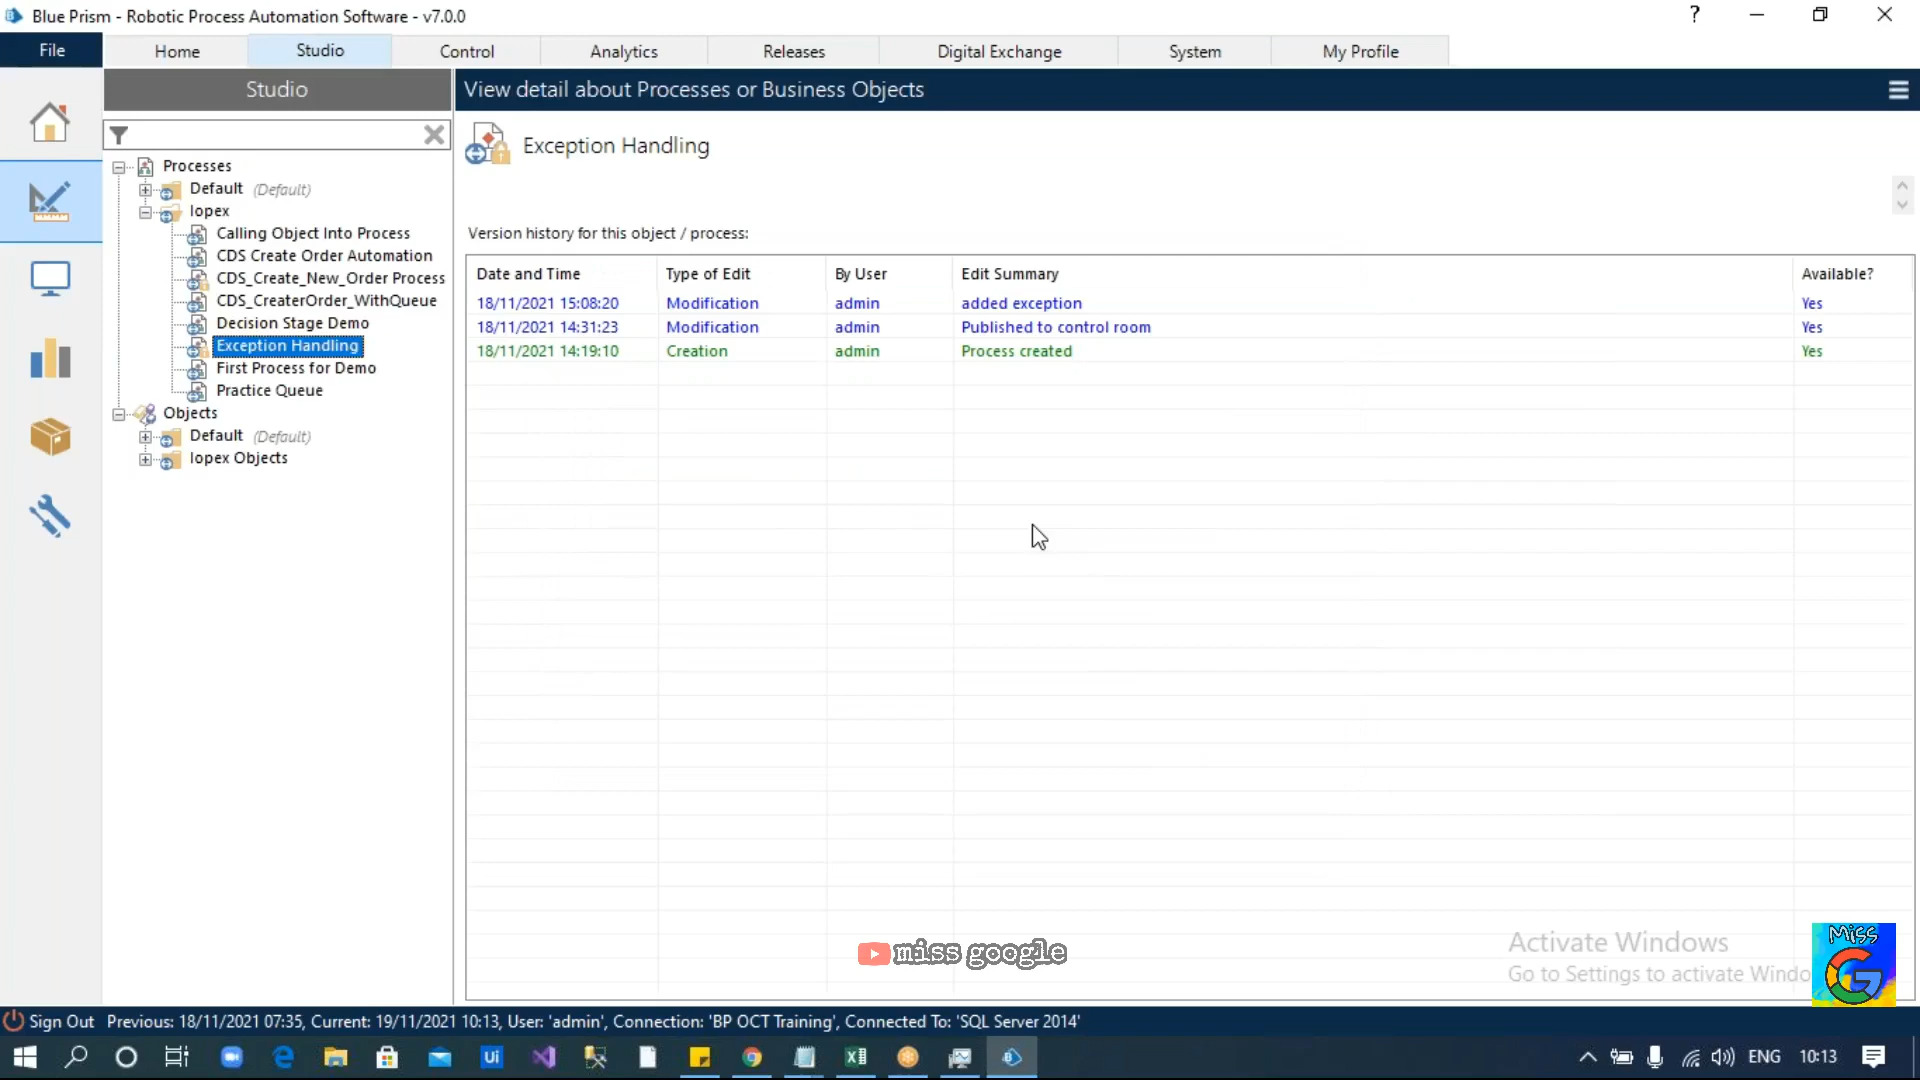 Blue Prism - Robotic Process Automation Software - v7.0.0
?
File
Home
Studio
Control
Analytics
Releases
Digital Exchange
System
My Profile
Studio
View detail about Processes or Business Objects
Processes
Default (Default)
Iopex
Calling Object Into Process
CDS Create Order Automation
CDS_Create_New_Order Process
CDS_CreaterOrder_WithQueue
Decision Stage Demo
Exception Handling
First Process for Demo
Practice Queue
Objects
Default (Default)
Iopex Objects
Exception Handling
Version history for this object / process:
Date and Time Type of Edit By User Edit Summary Available?
18/11/2021 15:08:20 Modification admin added exception Yes
18/11/2021 14:31:23 Modification admin Published to control room Yes
18/11/2021 14:19:10 Creation admin Process created Yes
miss google
Activate Windows
Go to Settings to activate Windo
Miss
G
Sign Out Previous: 18/11/2021 07:35, Current: 19/11/2021 10:13, User: 'admin', Connection: 'BP OCT Training', Connected To: 'SQL Server 2014'
Ui
ENG 10:13